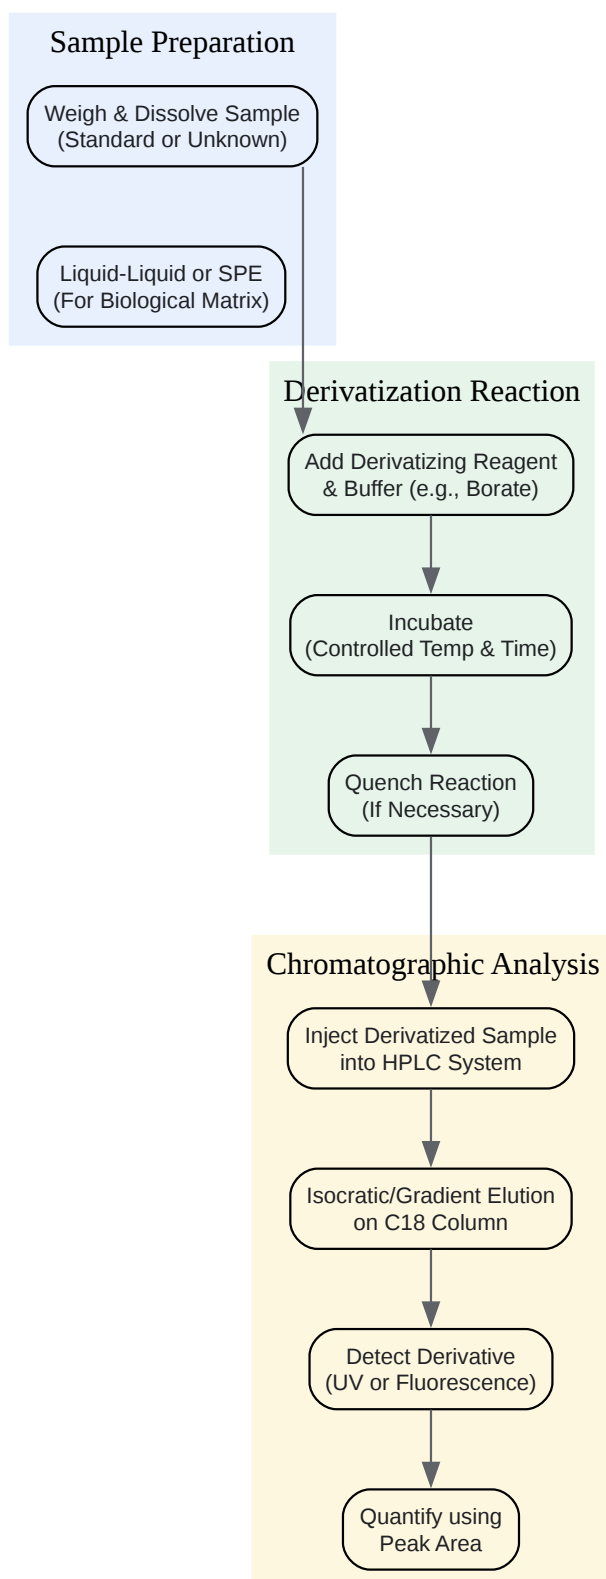 Sample Preparation
Weigh & Dissolve Sample
(Standard or Unknown)
Liquid-Liquid or SPE
(For Biological Matrix)
Derivatization Reaction
Add Derivatizing Reagent
& Buffer (e.g., Borate)
Incubate
(Controlled Temp & Time)
Quench Reaction
(If Necessary)
Chromatographic Analysis
Inject Derivatized Sample
into HPLC System
Isocratic/Gradient Elution
on C18 Column
Detect Derivative
(UV or Fluorescence)
Quantify using
Peak Area